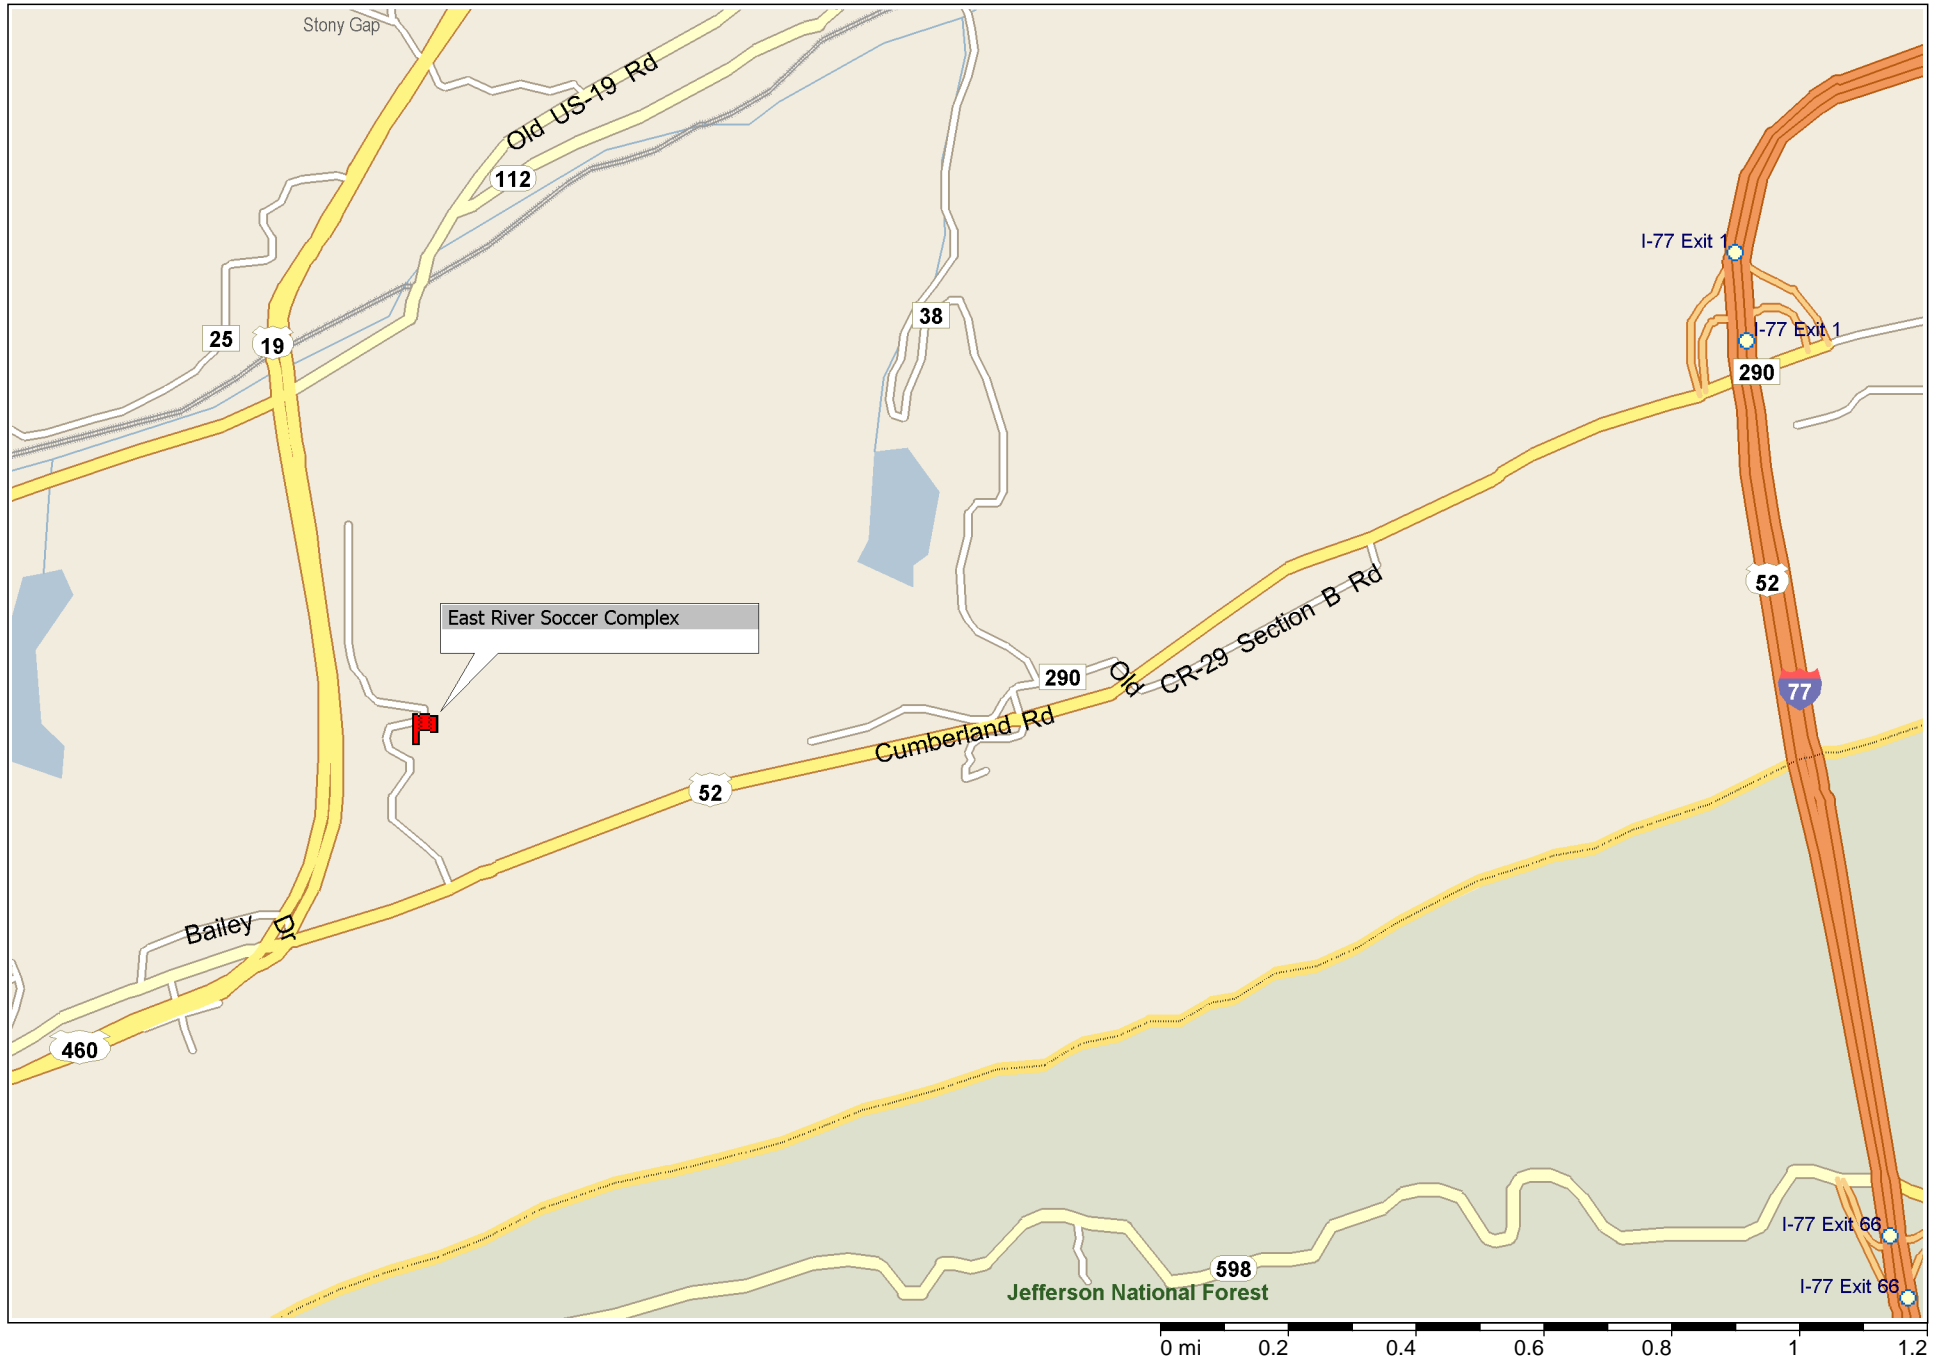 Stony Gap
Old US-19 Rd
112
I-77 Exit 1
38
25
19
I-77 Exit 1
290
52
East River Soccer Complex
CR-29 Section B Rd
Old
290
77
Cumberland Rd
52
Bailey Dr
460
I-77 Exit 66
598
Jefferson National Forest
I-77 Exit 66
0 mi 0.2 0.4 0.6 0.8 1 1.2